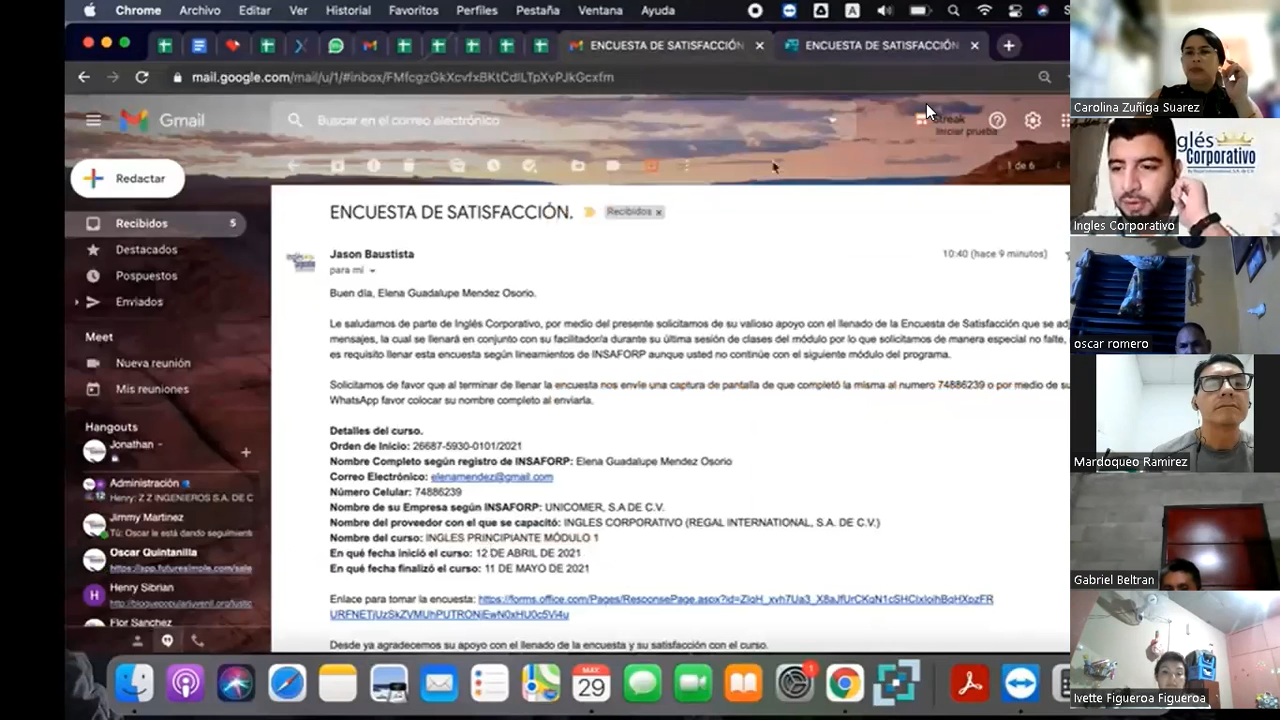 Chrome Archivo Editar Ver Historial Favoritos Perfiles Pestaña Ventana Ayuda
ENCUESTA DE SATISFACCIÓN
ENCUESTA DE SATISFACCIÓN
mail.google.com/mail/u/1/#inbox/FMfcgzGkXcvfxBKtCdlLTpXvPJkGcxfm
Gmail
Buscar en el correo electrónico
Streak
Iniciar prueba
Redactar
1 de 6
Recibidos 5
Destacados
Pospuestos
Enviados
Meet
Nueva reunión
Mis reuniones
Hangouts
Jonathan
Administración
Henry: Z Z INGENIEROS S.A. DE C
Jimmy Martinez
Tú: Oscar le está dando seguimient
Oscar Quintanilla
https://app.futuresimple.com/sale
Henry Sibrian
Flor Sanchez
ENCUESTA DE SATISFACCIÓN. Recibidos x
Jason Baustista
10:40 (hace 9 minutos)
para mí
Buen día, Elena Guadalupe Mendez Osorio.
Le saludamos de parte de Inglés Corporativo, por medio del presente solicitamos de su valioso apoyo con el llenado de la Encuesta de Satisfacción que se adj
mensajes, la cual se llenará en conjunto con su facilitador/a durante su última sesión de clases del módulo por lo que solicitamos de manera especial no falte,
es requisito llenar esta encuesta según lineamientos de INSAFORP aunque usted no continúe con el siguiente módulo del programa.
Solicitamos de favor que al terminar de llenar la encuesta nos envíe una captura de pantalla de que completó la misma al numero 74886239 o por medio de su
WhatsApp favor colocar su nombre completo al enviarla.
Detalles del curso.
Orden de Inicio: 26687-5930-0101/2021
Nombre Completo según registro de INSAFORP: Elena Guadalupe Mendez Osorio
Correo Electrónico: elenamendez@gmail.com
Número Celular: 74886239
Nombre de su Empresa según INSAFORP: UNICOMER, S.A DE C.V.
Nombre del proveedor con el que se capacitó: INGLES CORPORATIVO (REGAL INTERNATIONAL, S.A. DE C.V.)
Nombre del curso: INGLES PRINCIPIANTE MÓDULO 1
En qué fecha inició el curso: 12 DE ABRIL DE 2021
En qué fecha finalizó el curso: 11 DE MAYO DE 2021
Enlace para tomar la encuesta:
Desde ya agradecemos su apoyo con el llenado de la encuesta y su satisfacción con el curso.
29
1
Carolina Zuñiga Suarez
Inglés
Corporativo
Ingles Corporativo
oscar romero
Mardoqueo Ramirez
Gabriel Beltran
Ivette Figueroa Figueroa